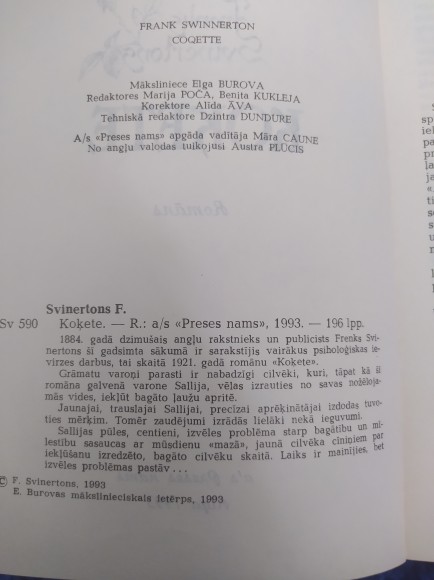 FRANK SWINNERTON
COQETTE
Māksliniece Elga BUROVA
Redaktores Marija POČA, Benita KUKLEJA
Korektore Alīda ĀVA
Tehniskā redaktore Dzintra DUNDURE
A/s «Preses nams» apgāda vadītāja Māra CAUNE
No angļu valodas tulkojusi Austra PLŪCIS
Romāns
Svinertons F.
Sv 590 Koķete. — R.: a/s «Preses nams», 1993. — 196 lpp.
1884. gadā dzimušais angļu rakstnieks un publicists Frenks Svi-
nertons šī gadsimta sākumā ir sarakstījis vairākus psiholoģiskas ie-
virzes darbus, tai skaitā 1921. gadā romānu «Koķete».
Grāmatu varoņi parasti ir nabadzīgi cilvēki, kuri, tāpat kā šī
romāna galvenā varone Sallija, vēlas izrauties no savas nožēlo-
jamās vides, iekļūt bagāto ļaužu apritē.
Jaunajai, trauslajai Sallijai, precīzai aprēķinātājai izdodas tuvo-
ties mērķim. Tomēr zaudējumi izrādās lielāki nekā ieguvumi.
Sallijas pūles, centieni, izvēles problēma starp bagātību un mī-
lestību sasaucas ar mūsdienu «mazā», jaunā cilvēka cīniņiem par
iekļūšanu izredzēto, bagāto cilvēku skaitā. Laiks ir mainījies, bet
izvēles problēmas pastāv . . .
© F. Svinertons, 1993
E. Burovas mākslinieciskais ietērps, 1993